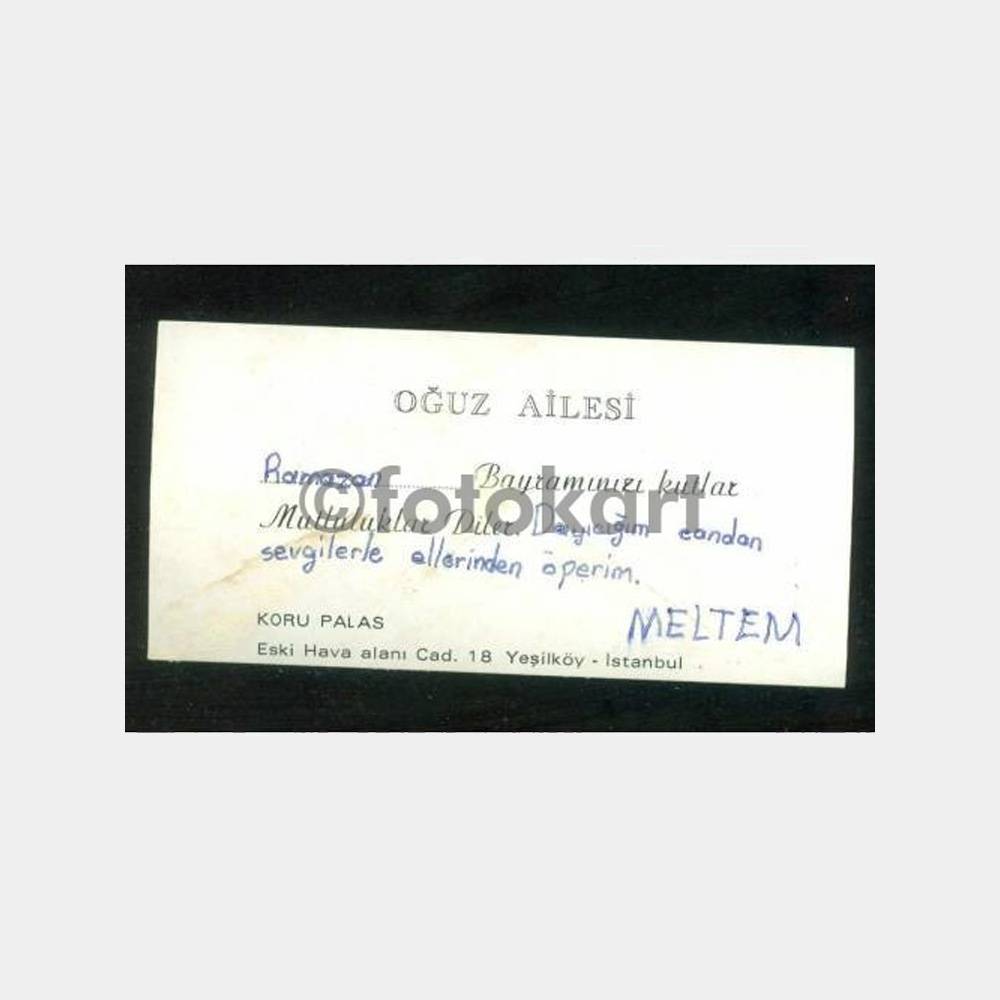 OĞUZ AİLESİ
Ramazan ............ Bayramınızı kutlar
Mutluluklar Diler. Dayıcığım candan
sevgilerle ellerinden öperim.
MELTEM
KORU PALAS
Eski Hava alanı Cad. 18 Yeşilköy - İstanbul
©fotokart